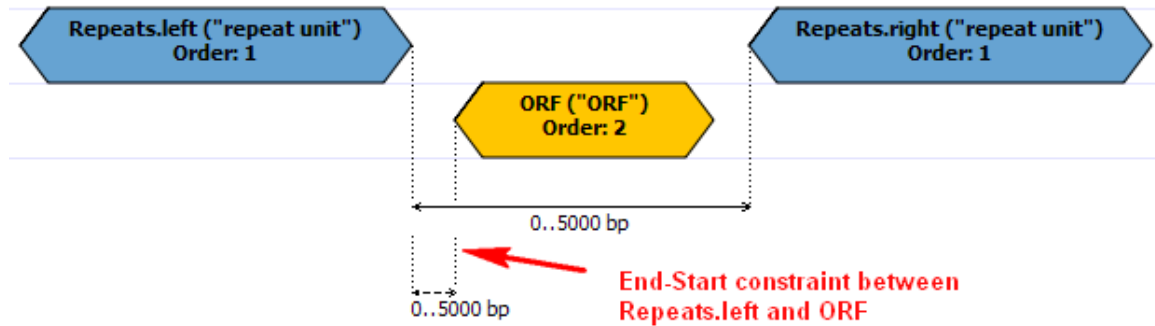 Repeats.left ("repeat unit")
Order: 1
Repeats.right ("repeat unit")
Order: 1
ORF ("ORF")
Order: 2
0..5000 bp
End-Start constraint between
Repeats.left and ORF
0..5000 bp